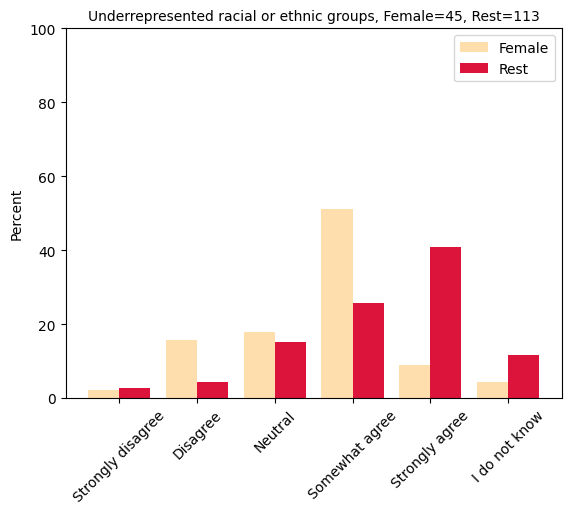 Underrepresented racial or ethnic groups, Female=45, Rest=113
100
80
60
40
20
0
Percent
Female
Rest
Strongly disagree
Disagree
Neutral
Somewhat agree
Strongly agree
I do not know